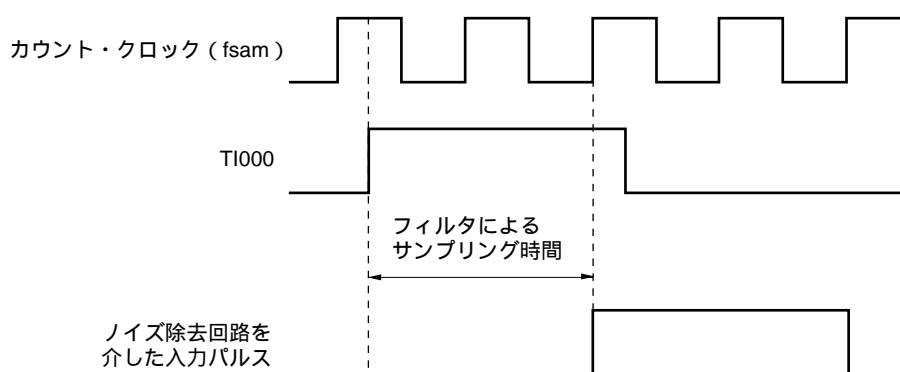 カウント・クロック（fsam）
TI000
フィルタによる
サンプリング時間
ノイズ除去回路を
介した入力パルス